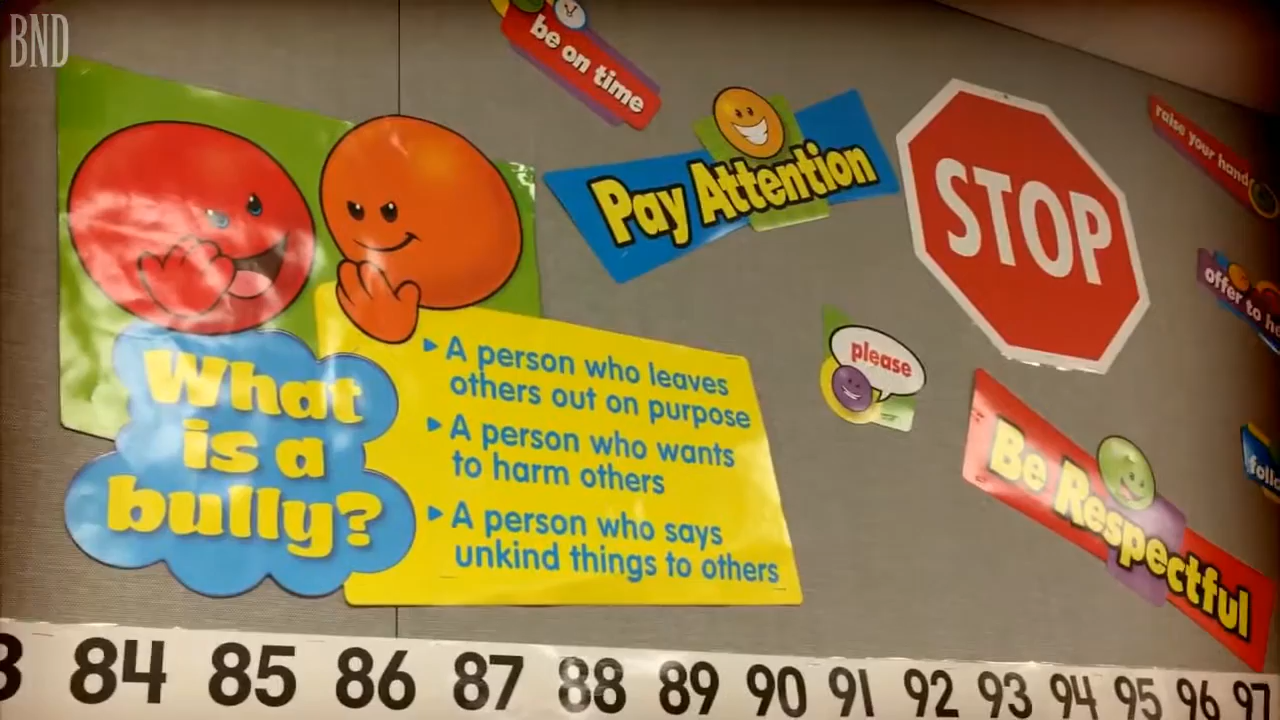 BND
be on time
Pay Attention
STOP
raise your hand
offer to
please
Be Respectful
What
is a
bully?
A person who leaves
others out on purpose
A person who wants
to harm others
A person who says
unkind things to others
84 85 86 87 88 89 90 91 92 93 94 95 96 97